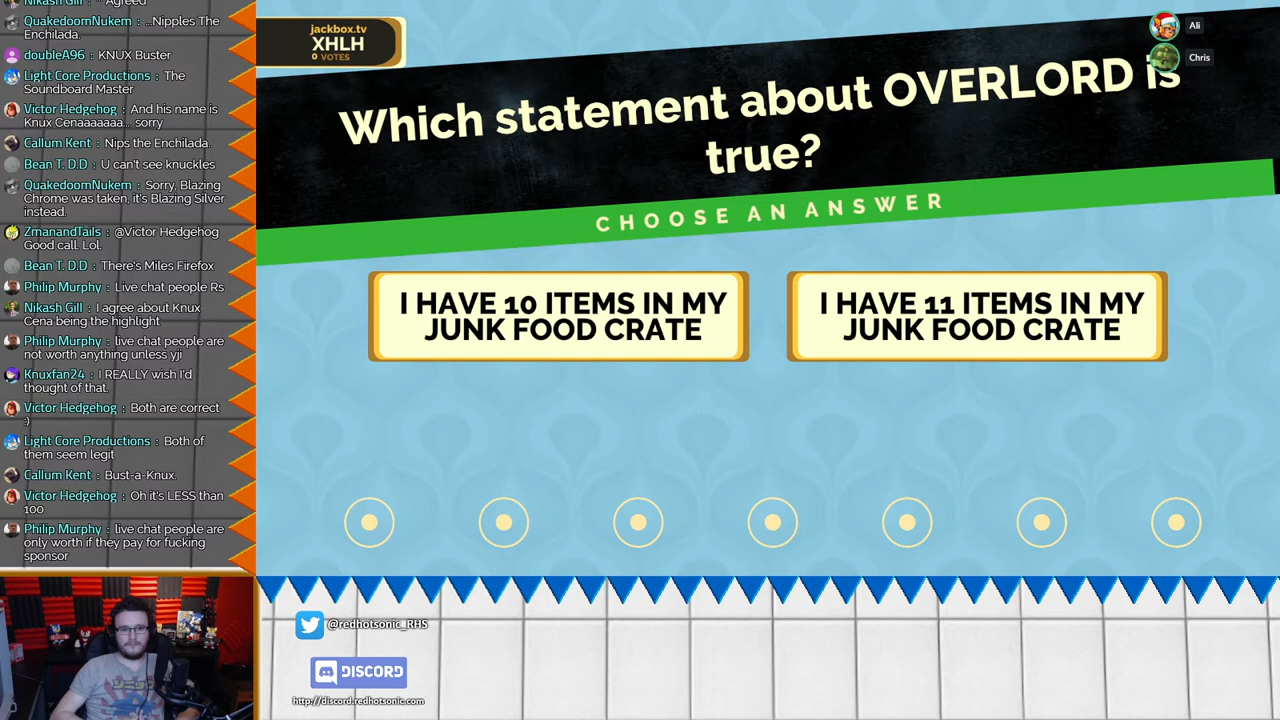 Nikash Gill : ^ Agreed
QuakedoomNukem : ...Nipples The
Enchilada.
doubleA96 : KNUX Buster
Light Core Productions : The
Soundboard Master
Victor Hedgehog : And his name is
Knux Cenaaaaaaa... sorry
Callum Kent : Nips the Enchilada.
Bean T. D.D : I can't see knuckles
QuakedoomNukem : Sorry, Blazing
Chrome was taken, it's Blazing Silvr
instead.
ZmanandTails : @Victor Hedgehog
Good call. Lol.
Bean T. D.D : There's Miles Firefox
Philip Murphy : Live chat people Rs
Nikash Gill : I agree about Knux
Cena being the highlight
Philip Murphy : live chat people are
not worth anything unless yji
Knuxfan24 : I REALLY wish I'd
thought of that.
Victor Hedgehog : Both are correct
:)
Light Core Productions : Both of
them seem legit
Callum Kent : Bust-a-Knux.
Victor Hedgehog : Oh it's LESS than
100
Philip Murphy : live chat people are
only worth if they pay for fucking
sponsor
jackbox.tv
XHLH
0 VOTES
Ali
Chris
Which statement about OVERLORD is
true?
CHOOSE AN ANSWER
I HAVE 10 ITEMS IN MY
JUNK FOOD CRATE
I HAVE 11 ITEMS IN MY
JUNK FOOD CRATE
@redhotsonic_RHS
DISCORD
http://discord.redhotsonic.com